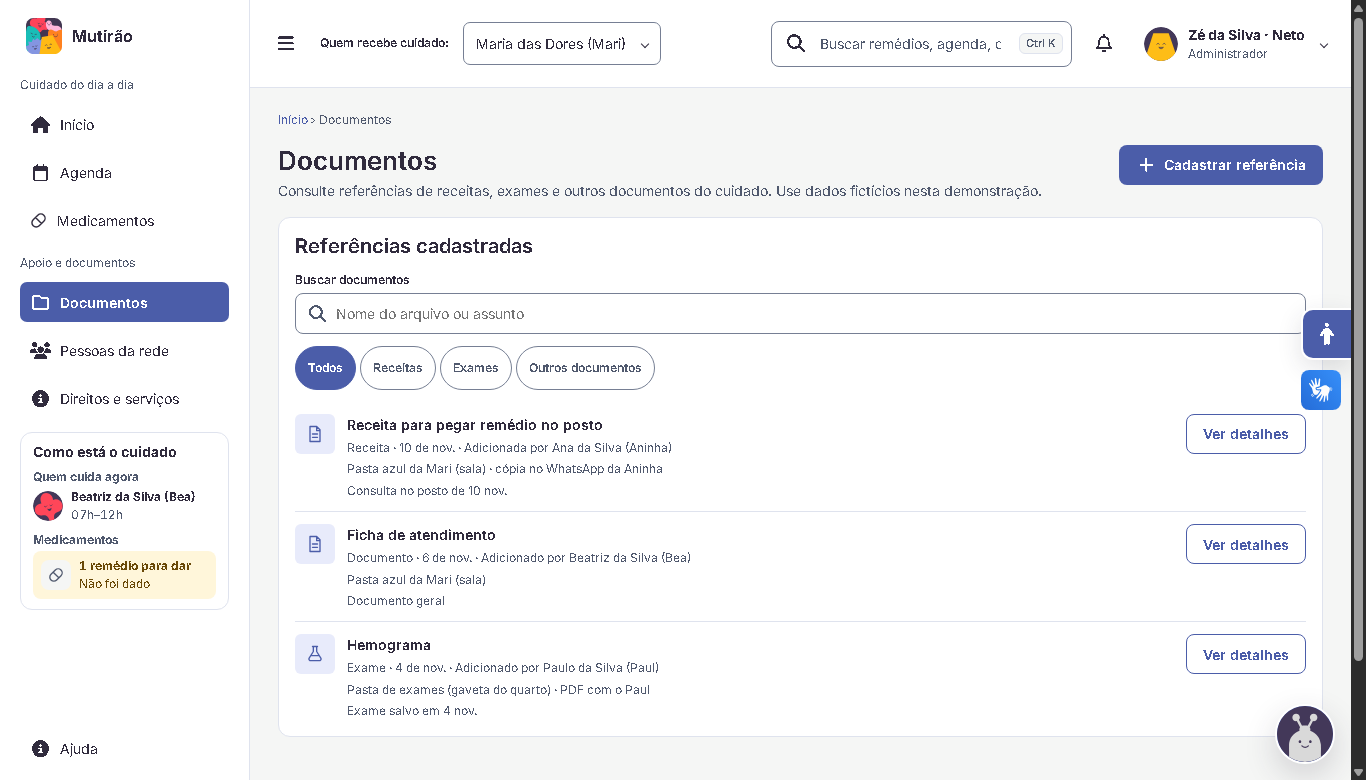 Mutirão
Cuidado do dia a dia
Início
Agenda
Medicamentos
Apoio e documentos
Documentos
Pessoas da rede
Direitos e serviços
Como está o cuidado
Quem cuida agora
Beatriz da Silva (Bea)
07h–12h
Medicamentos
1 remédio para dar
Não foi dado
Ajuda
Quem recebe cuidado:
Maria das Dores (Mari)
Buscar remédios, agenda, c
Ctrl K
Zé da Silva · Neto
Administrador
Início › Documentos
Documentos
Consulte referências de receitas, exames e outros documentos do cuidado. Use dados fictícios nesta demonstração.
Cadastrar referência
Referências cadastradas
Buscar documentos
Nome do arquivo ou assunto
Todos
Receitas
Exames
Outros documentos
Receita para pegar remédio no posto
Receita · 10 de nov. · Adicionada por Ana da Silva (Aninha)
Pasta azul da Mari (sala) · cópia no WhatsApp da Aninha
Consulta no posto de 10 nov.
Ver detalhes
Ficha de atendimento
Documento · 6 de nov. · Adicionado por Beatriz da Silva (Bea)
Pasta azul da Mari (sala)
Documento geral
Ver detalhes
Hemograma
Exame · 4 de nov. · Adicionado por Paulo da Silva (Paul)
Pasta de exames (gaveta do quarto) · PDF com o Paul
Exame salvo em 4 nov.
Ver detalhes